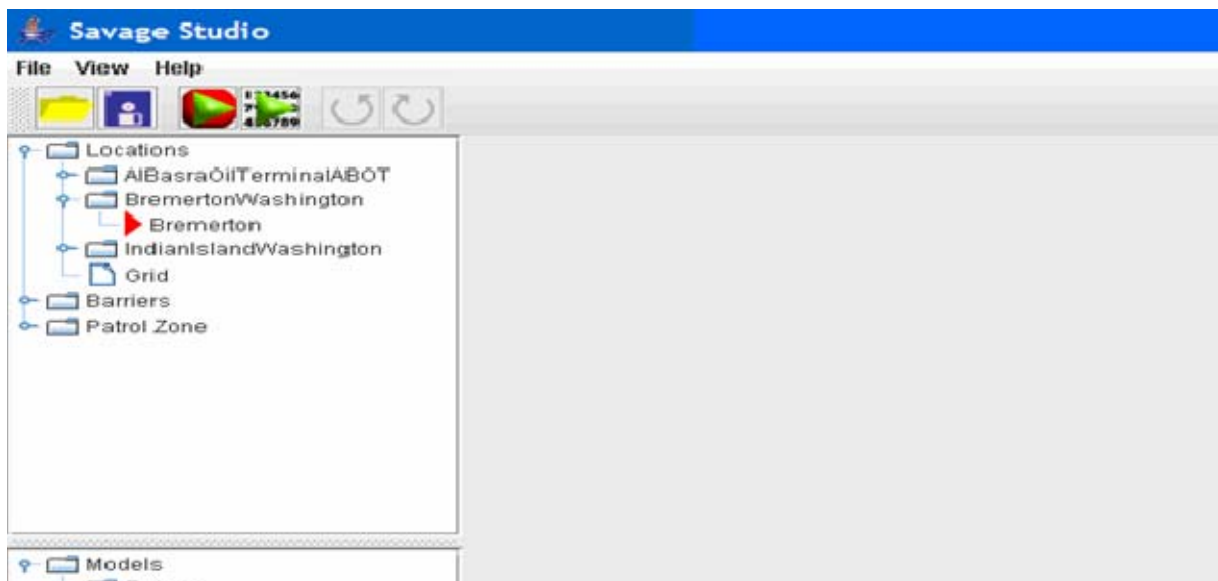 Savage Studio
File View Help
Locations
AlBasraOilTerminalABOT
BremertonWashington
Bremerton
IndianIslandWashington
Grid
Barriers
Patrol Zone
Models